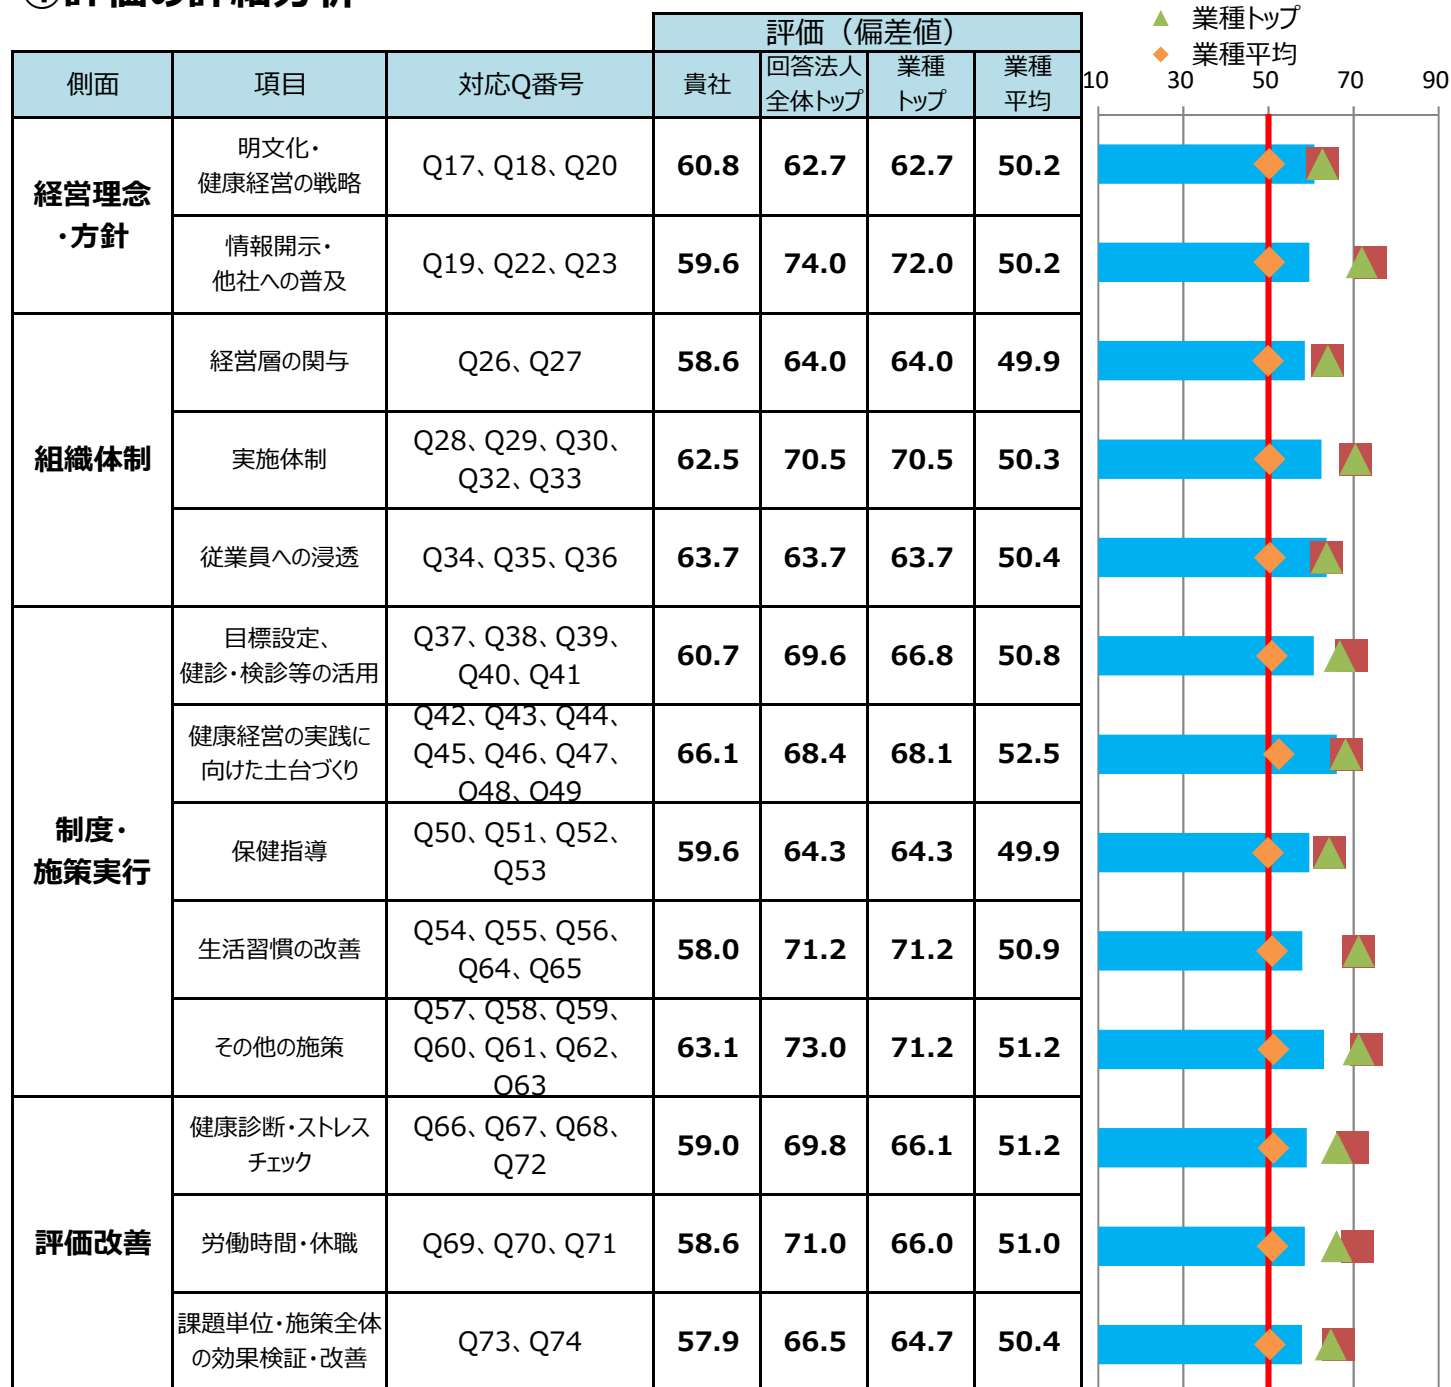 ④評価の詳細分析
▲ 業種トップ
◆ 業種平均
評価（偏差値）
側面 項目 対応Q番号 貴社 回答法人 業種 業種
全体トップ トップ 平均
10 30 50 70 90
経営理念
・方針
明文化・
健康経営の戦略
Q17、Q18、Q20 60.8 62.7 62.7 50.2
情報開示・
他社への普及
Q19、Q22、Q23 59.6 74.0 72.0 50.2
組織体制
経営層の関与 Q26、Q27 58.6 64.0 64.0 49.9
実施体制
Q28、Q29、Q30、
Q32、Q33
62.5 70.5 70.5 50.3
従業員への浸透 Q34、Q35、Q36 63.7 63.7 63.7 50.4
制度・
施策実行
目標設定、
健診・検診等の活用
Q37、Q38、Q39、
Q40、Q41
60.7 69.6 66.8 50.8
健康経営の実践に
向けた土台づくり
Q42、Q43、Q44、
Q45、Q46、Q47、
Q48、Q49
66.1 68.4 68.1 52.5
保健指導
Q50、Q51、Q52、
Q53
59.6 64.3 64.3 49.9
生活習慣の改善
Q54、Q55、Q56、
Q64、Q65
58.0 71.2 71.2 50.9
その他の施策
Q57、Q58、Q59、
Q60、Q61、Q62、
Q63
63.1 73.0 71.2 51.2
評価改善
健康診断・ストレス
チェック
Q66、Q67、Q68、
Q72
59.0 69.8 66.1 51.2
労働時間・休職 Q69、Q70、Q71 58.6 71.0 66.0 51.0
課題単位・施策全体
の効果検証・改善
Q73、Q74 57.9 66.5 64.7 50.4